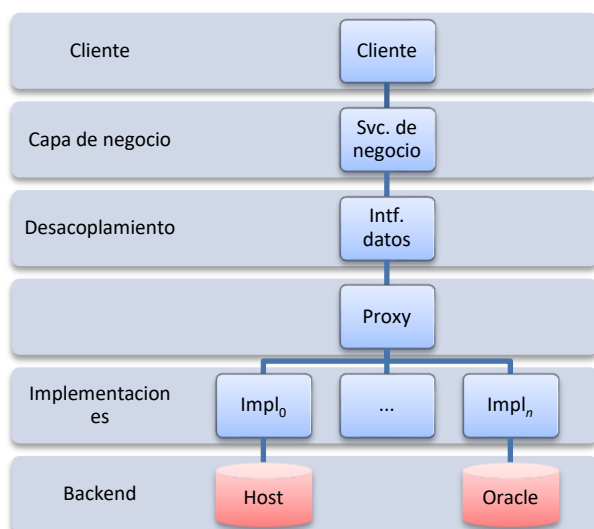 Cliente
Cliente
Capa de negocio
Svc. de
negocio
Desacoplamiento
Intf.
datos
Proxy
Implementacion
es
Impl₀
...
Implₙ
Backend
Host
Oracle